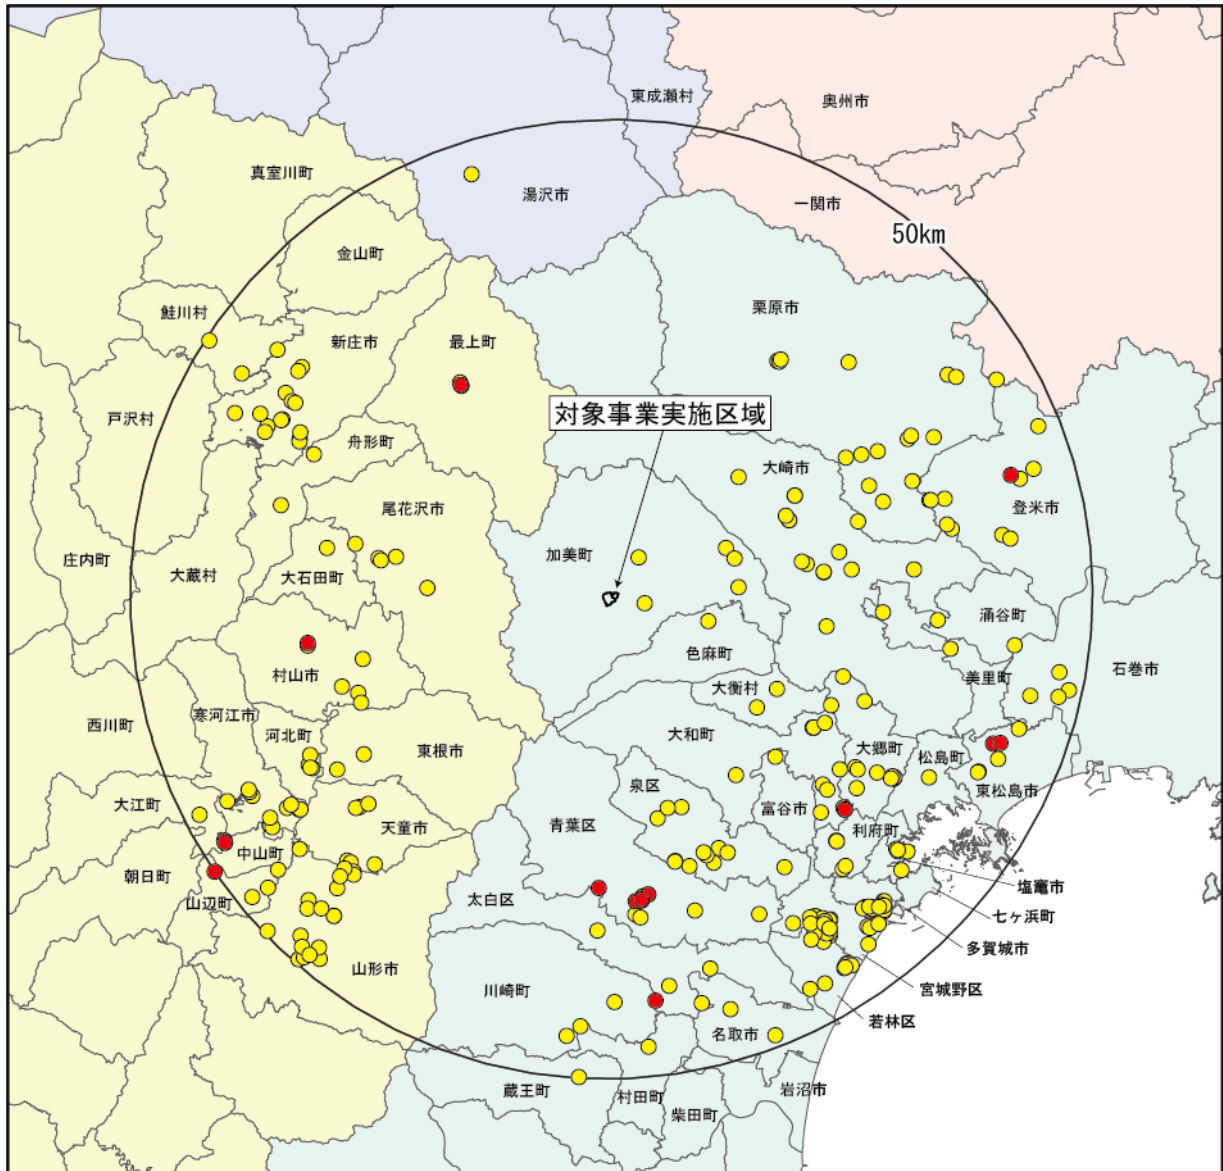 東成瀬村
奥州市
真室川町
湯沢市
一関市
50km
金山町
鮭川村
栗原市
新庄市
最上町
対象事業実施区域
戸沢村
舟形町
大崎市
尾花沢市
登米市
庄内町
加美町
大蔵村
大石田町
涌谷町
色麻町
石巻市
村山市
美里町
大衡村
寒河江市
西川町
河北町
大和町
東根市
大郷町
松島町
泉区
東松島市
大江町
富谷市
青葉区
天童市
利府町
中山町
朝日町
塩竈市
山辺町
太白区
七ヶ浜町
多賀城市
山形市
宮城野区
川崎町
若林区
名取市
蔵王町
岩沼市
村田町
柴田町